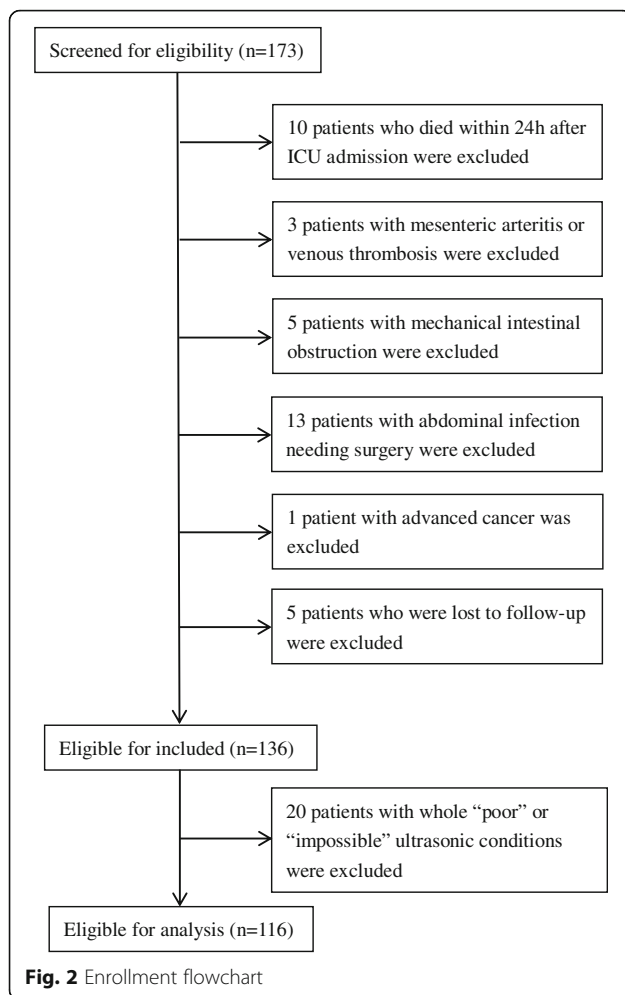 Screened for eligibility (n=173)
10 patients who died within 24h after
ICU admission were excluded
3 patients with mesenteric arteritis or
venous thrombosis were excluded
5 patients with mechanical intestinal
obstruction were excluded
13 patients with abdominal infection
needing surgery were excluded
1 patient with advanced cancer was
excluded
5 patients who were lost to follow-up
were excluded
Eligible for included (n=136)
20 patients with whole “poor” or
“impossible” ultrasonic conditions
were excluded
Eligible for analysis (n=116)
Fig. 2 Enrollment flowchart